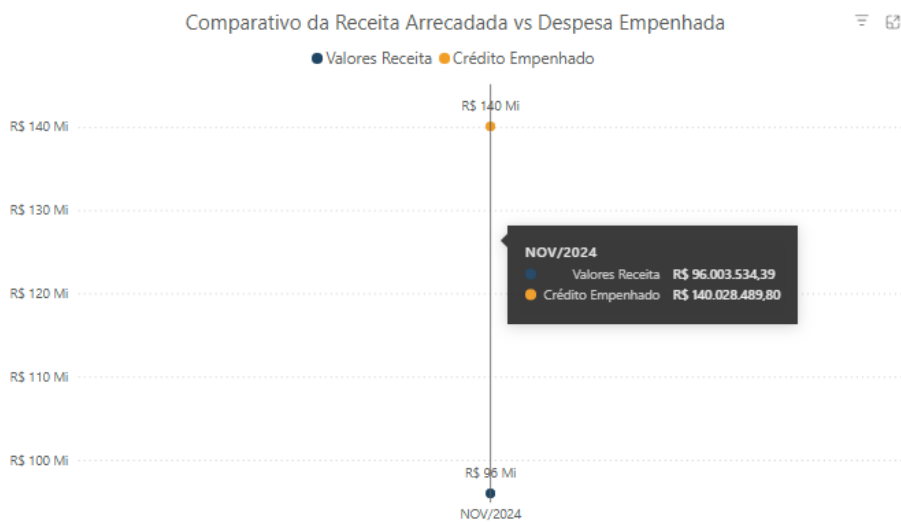 Comparativo da Receita Arrecadada vs Despesa Empenhada
Valores Receita Crédito Empenhado
R$ 140 Mi
R$ 140 Mi
R$ 130 Mi
NOV/2024
Valores Receita R$ 96.003.534,39
Crédito Empenhado R$ 140.028.489,80
R$ 120 Mi
R$ 110 Mi
R$ 100 Mi
R$ 96 Mi
NOV/2024